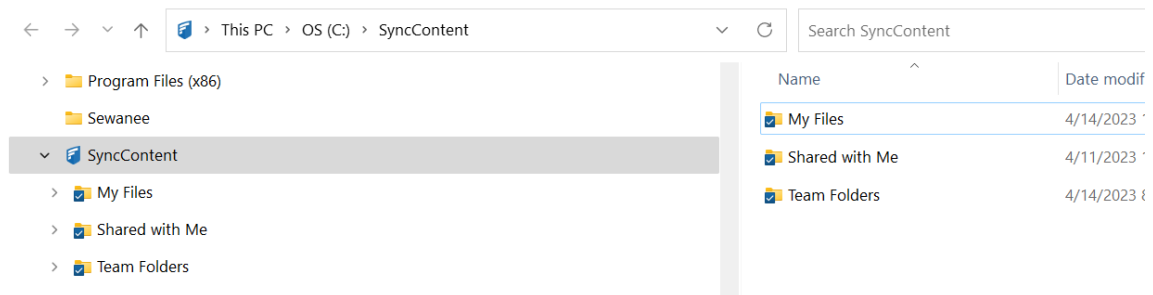 This PC > OS (C:) > SyncContent
Search SyncContent
Program Files (x86)
Sewanee
SyncContent
My Files
Shared with Me
Team Folders
Name
Date modif
My Files
4/14/2023
Shared with Me
4/11/2023
Team Folders
4/14/2023 8